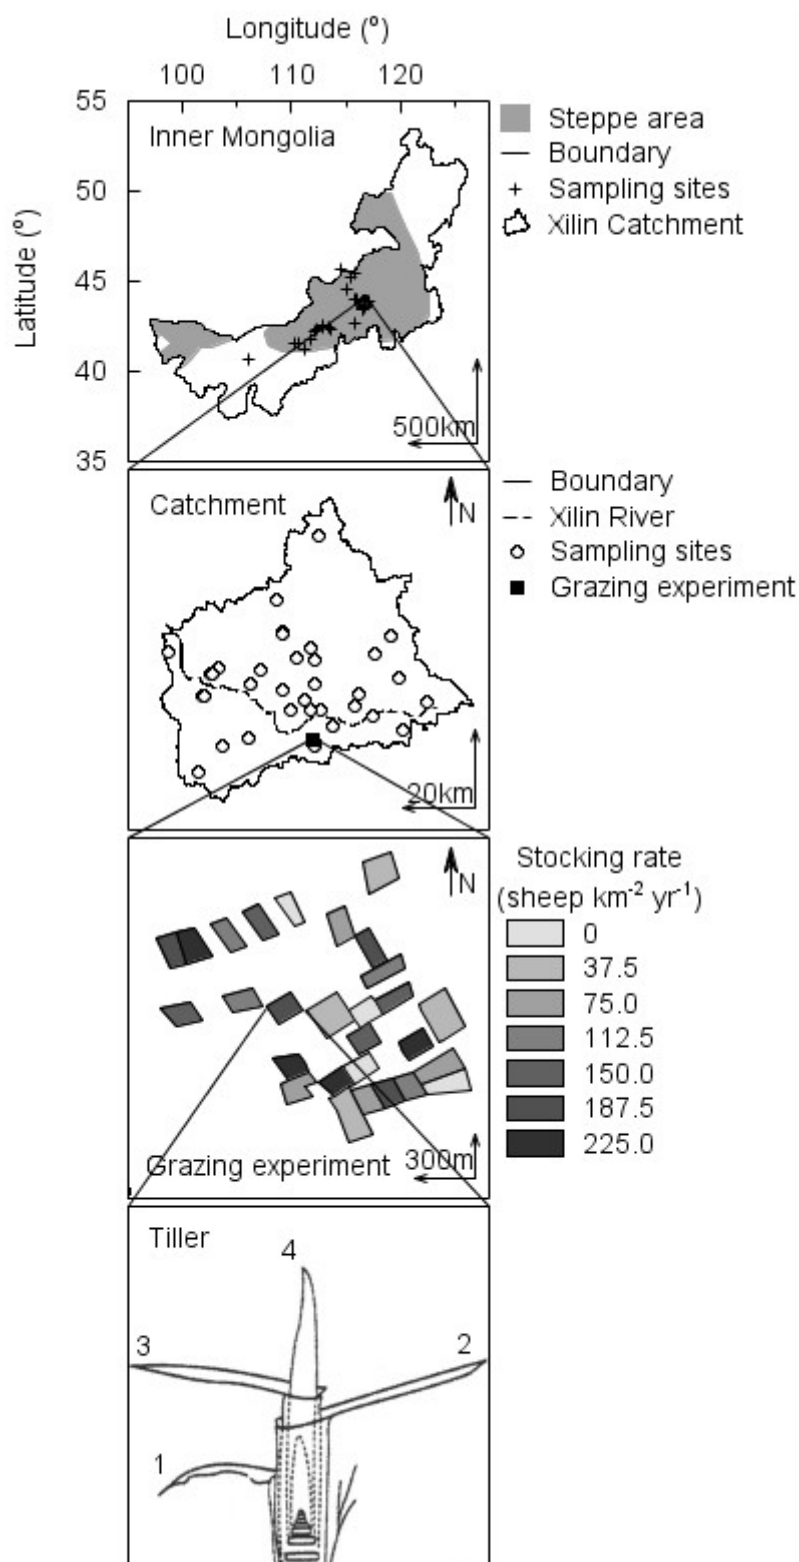 Longitude (º)
100 110 120
55
Inner Mongolia
50
45
40
35
Latitude (º)
500km
Steppe area
Boundary
Sampling sites
Xilin Catchment
Catchment
N
20km
Boundary
Xilin River
Sampling sites
Grazing experiment
N
Grazing experiment
300m
Stocking rate
(sheep km⁻² yr⁻¹)
0
37.5
75.0
112.5
150.0
187.5
225.0
Tiller
4
3
2
1